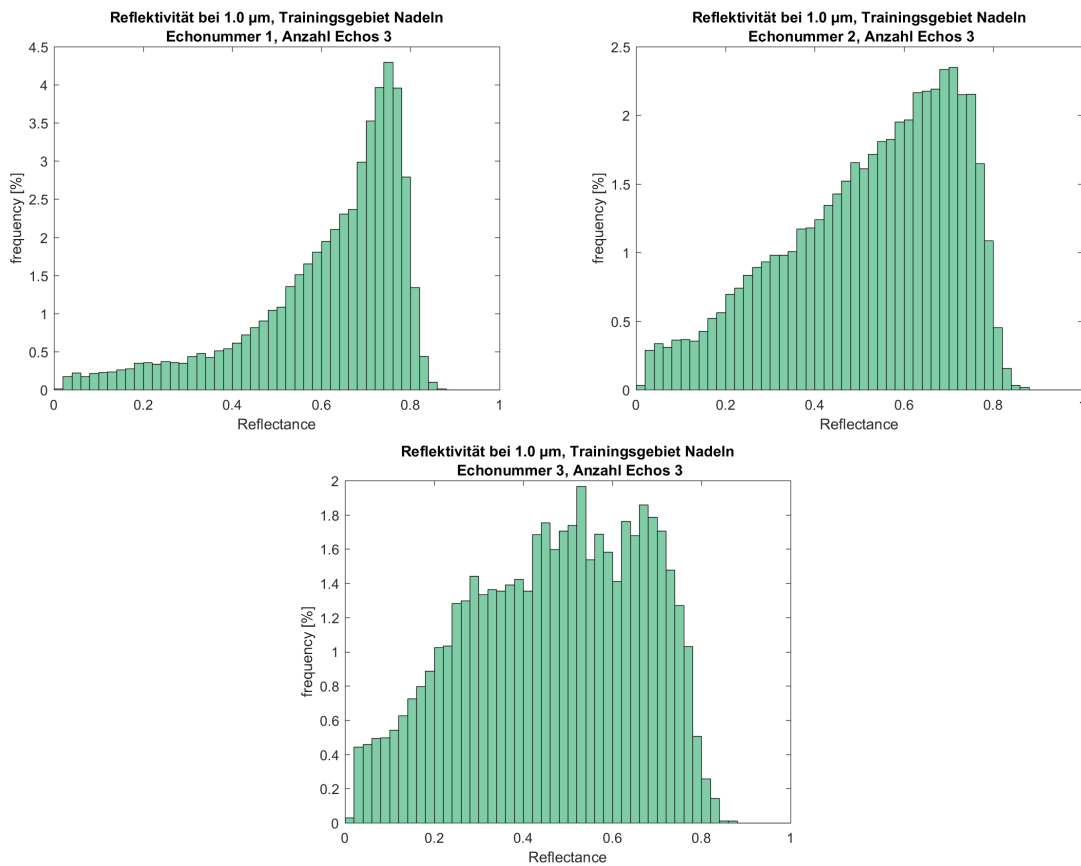 Reflektivität bei 1.0 µm, Trainingsgebiet Nadeln
Echonummer 1, Anzahl Echos 3
frequency [%]
4.5
4
3.5
3
2.5
2
1.5
1
0.5
0
0 0.2 0.4 0.6 0.8 1
Reflectance
Reflektivität bei 1.0 µm, Trainingsgebiet Nadeln
Echonummer 2, Anzahl Echos 3
frequency [%]
2.5
2
1.5
1
0.5
0
0 0.2 0.4 0.6 0.8 1
Reflectance
Reflektivität bei 1.0 µm, Trainingsgebiet Nadeln
Echonummer 3, Anzahl Echos 3
frequency [%]
2
1.8
1.6
1.4
1.2
1
0.8
0.6
0.4
0.2
0
0 0.2 0.4 0.6 0.8 1
Reflectance